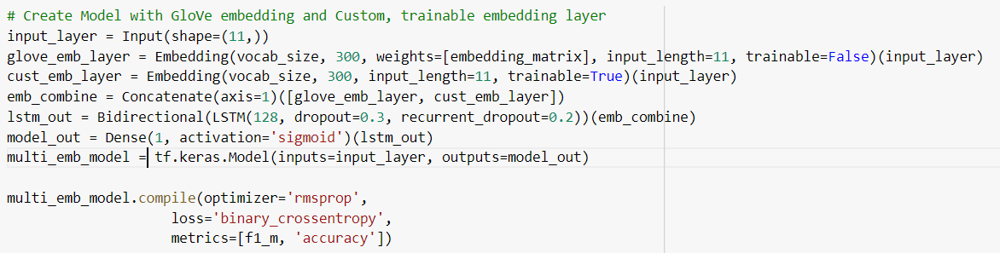 # Create Model with GloVe embedding and Custom, trainable embedding layer
input_layer = Input(shape=(11,))
glove_emb_layer = Embedding(vocab_size, 300, weights=[embedding_matrix], input_length=11, trainable=False)(input_layer)
cust_emb_layer = Embedding(vocab_size, 300, input_length=11, trainable=True)(input_layer)
emb_combine = Concatenate(axis=1)([glove_emb_layer, cust_emb_layer])
lstm_out = Bidirectional(LSTM(128, dropout=0.3, recurrent_dropout=0.2))(emb_combine)
model_out = Dense(1, activation='sigmoid')(lstm_out)
multi_emb_model = tf.keras.Model(inputs=input_layer, outputs=model_out)
multi_emb_model.compile(optimizer='rmsprop',
loss='binary_crossentropy',
metrics=[f1_m, 'accuracy'])